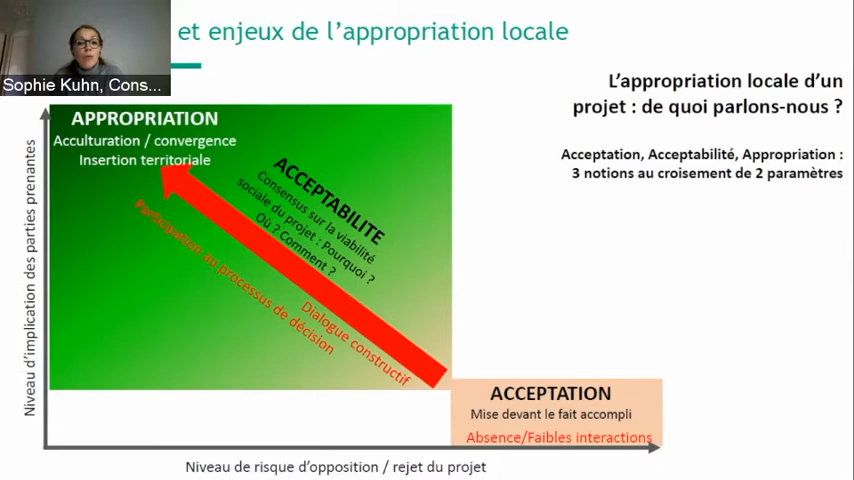 et enjeux de l'appropriation locale
Sophie Kuhn, Cons...
L'appropriation locale d'un
projet : de quoi parlons-nous ?
Acceptation, Acceptabilité, Appropriation :
3 notions au croisement de 2 paramètres
APPROPRIATION
Acculturation / convergence
Insertion territoriale
ACCEPTABILITE
Consensus sur la viabilité
sociale du projet : Pourquoi ?
Où ? Comment ?
Participation au processus de décision
Dialogue constructif
ACCEPTATION
Mise devant le fait accompli
Absence/Faibles interactions
Niveau d'implication des parties prenantes
Niveau de risque d'opposition / rejet du projet